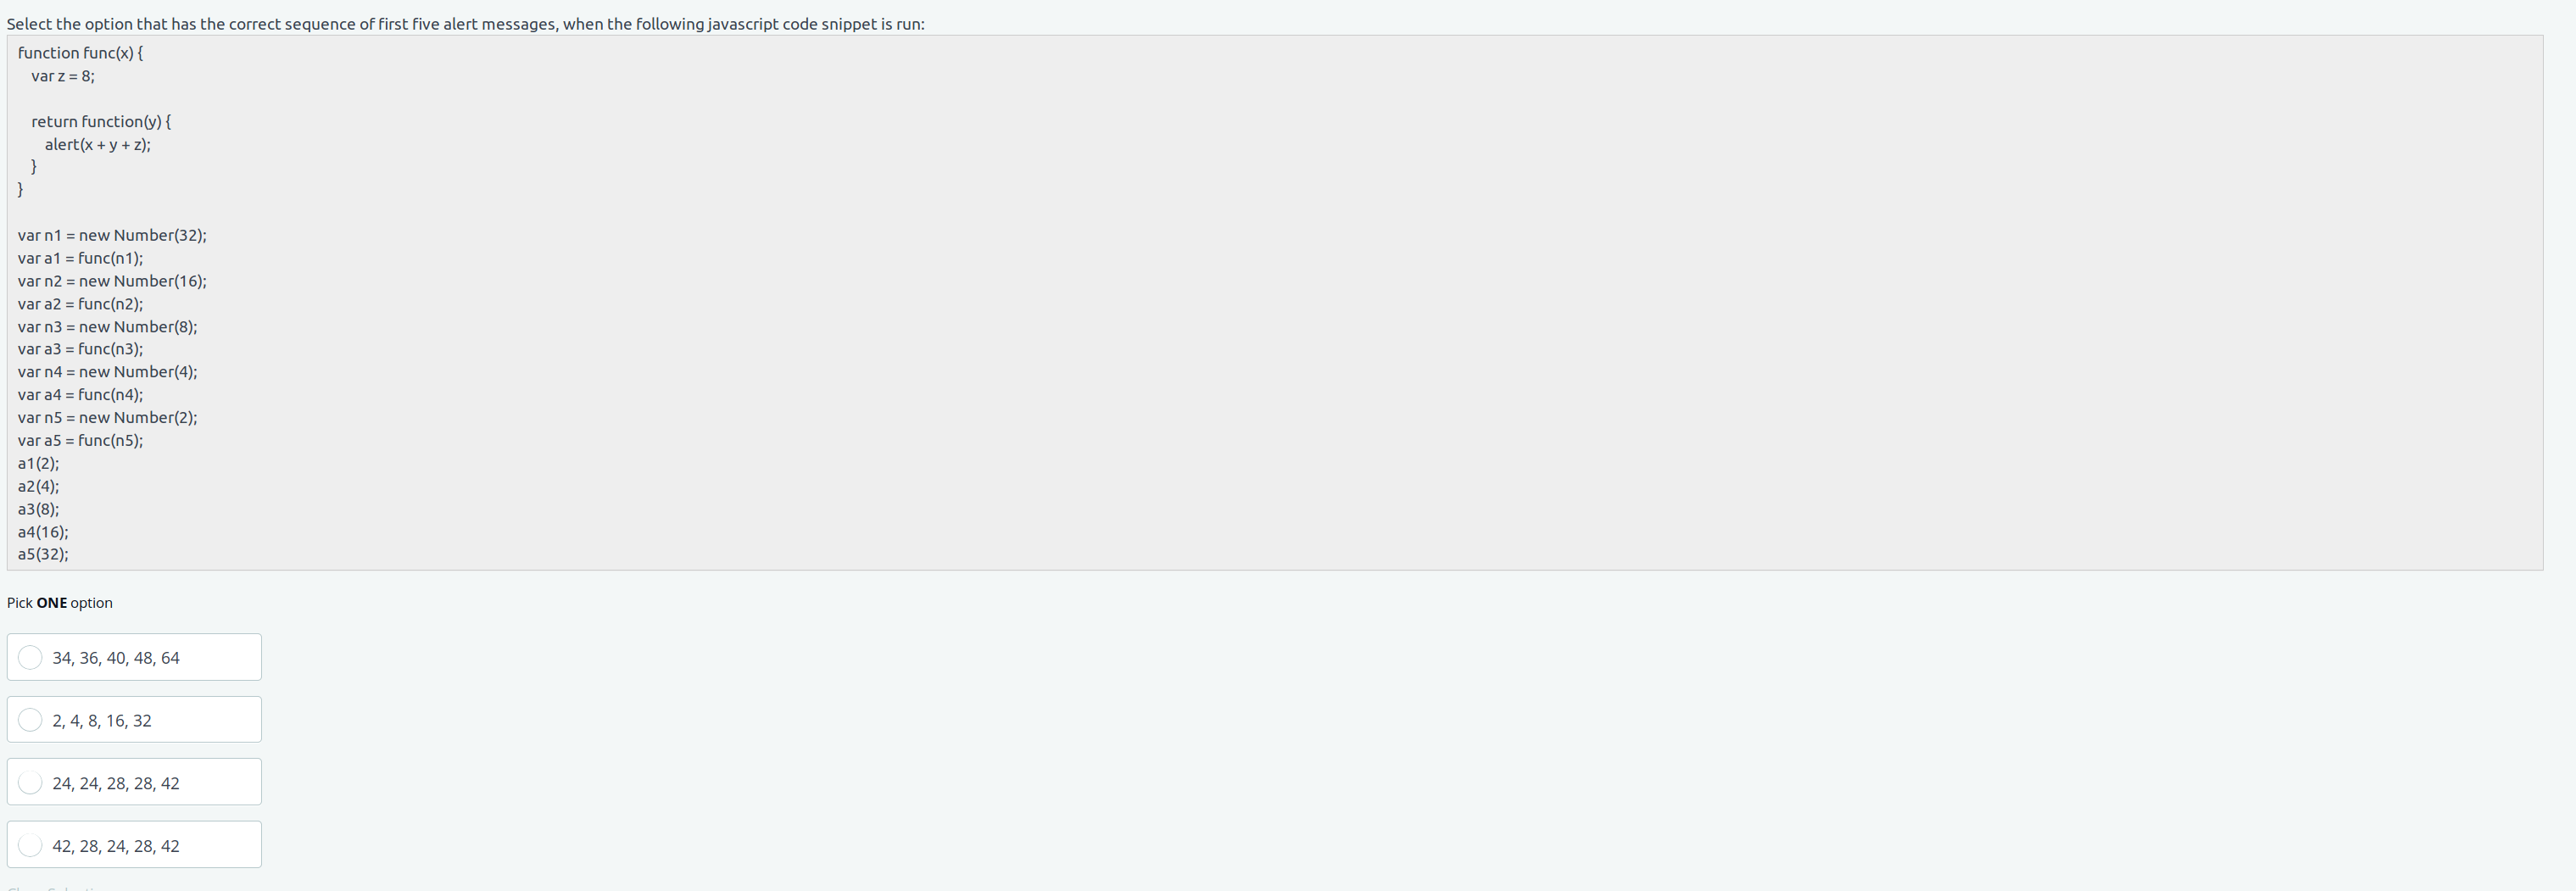 Select the option that has the correct sequence of first five alert messages, when the following javascript code snippet is run:
function func(x) {
var z = 8;
return function(y) {
alert(x + y + z);
}
}
var n1 = new Number(32);
var a1 = func(n1);
var n2 = new Number(16);
var a2 = func(n2);
var n3 = new Number(8);
var a3 = func(n3);
var n4 = new Number(4);
var a4 = func(n4);
var n5 = new Number(2);
var a5 = func(n5);
a1(2);
a2(4);
a3(8);
a4(16);
a5(32);
Pick ONE option
34, 36, 40, 48, 64
2, 4, 8, 16, 32
24, 24, 28, 28, 42
42, 28, 24, 28, 42